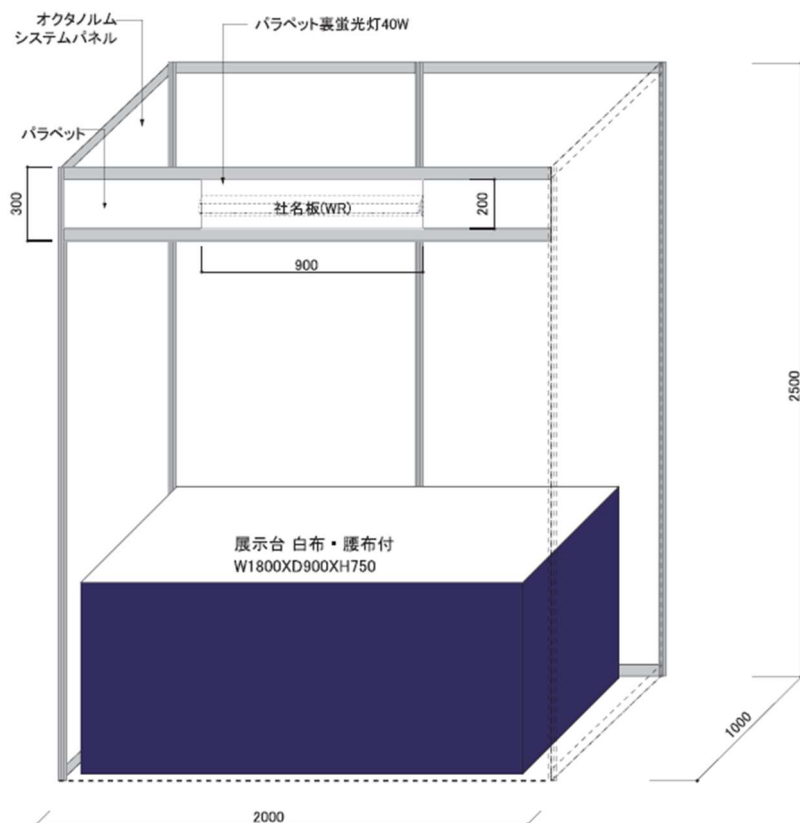 オクタノルム
システムパネル
パラペット裏蛍光灯40W
パラペット
300
社名板(WR)
200
900
2500
展示台 白布・腰布付
W1800XD900XH750
1000
2000